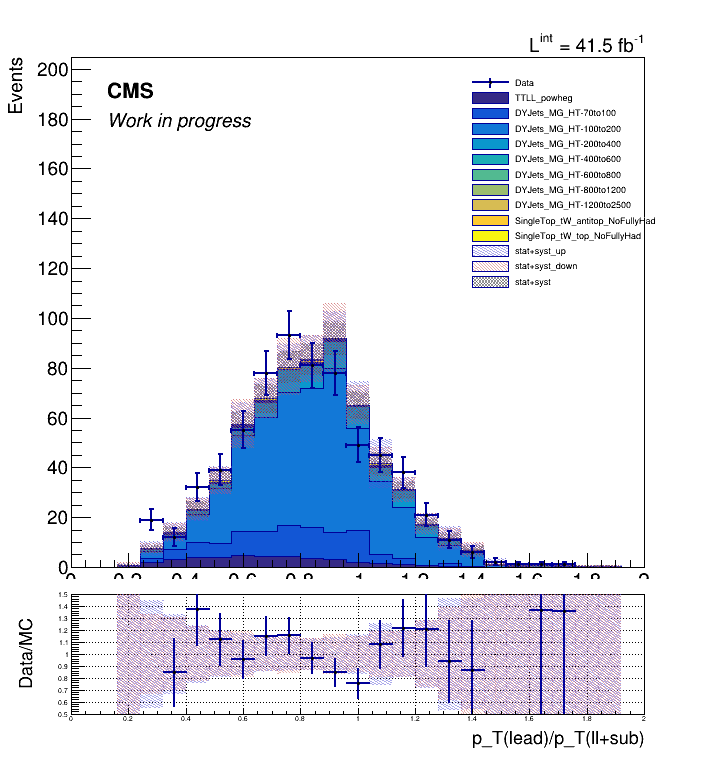 L^int = 41.5 fb^-1
Events
200
180
160
140
120
100
80
60
40
20
0
CMS
Work in progress
Data
TTLL_powheg
DYJets_MG_HT-70to100
DYJets_MG_HT-100to200
DYJets_MG_HT-200to400
DYJets_MG_HT-400to600
DYJets_MG_HT-600to800
DYJets_MG_HT-800to1200
DYJets_MG_HT-1200to2500
SingleTop_tW_antitop_NoFullyHad
SingleTop_tW_top_NoFullyHad
stat+syst_up
stat+syst_down
stat+syst
0 0.2 0.4 0.6 0.8 1 1.2 1.4 1.6 1.8 2
Data/MC
1.5
1.4
1.3
1.2
1.1
1
0.9
0.8
0.7
0.6
0.5
0 0.2 0.4 0.6 0.8 1 1.2 1.4 1.6 1.8 2
p_T(lead)/p_T(ll+sub)